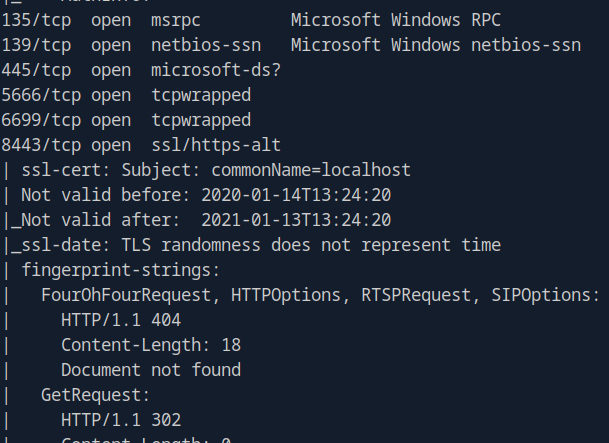 135/tcp  open  msrpc         Microsoft Windows RPC
139/tcp  open  netbios-ssn   Microsoft Windows netbios-ssn
445/tcp  open  microsoft-ds?
5666/tcp open  tcpwrapped
6699/tcp open  tcpwrapped
8443/tcp open  ssl/https-alt
| ssl-cert: Subject: commonName=localhost
| Not valid before: 2020-01-14T13:24:20
|_Not valid after:  2021-01-13T13:24:20
|_ssl-date: TLS randomness does not represent time
| fingerprint-strings:
|   FourOhFourRequest, HTTPOptions, RTSPRequest, SIPOptions:
|     HTTP/1.1 404
|     Content-Length: 18
|     Document not found
|   GetRequest:
|     HTTP/1.1 302
|     Content-Length: 0